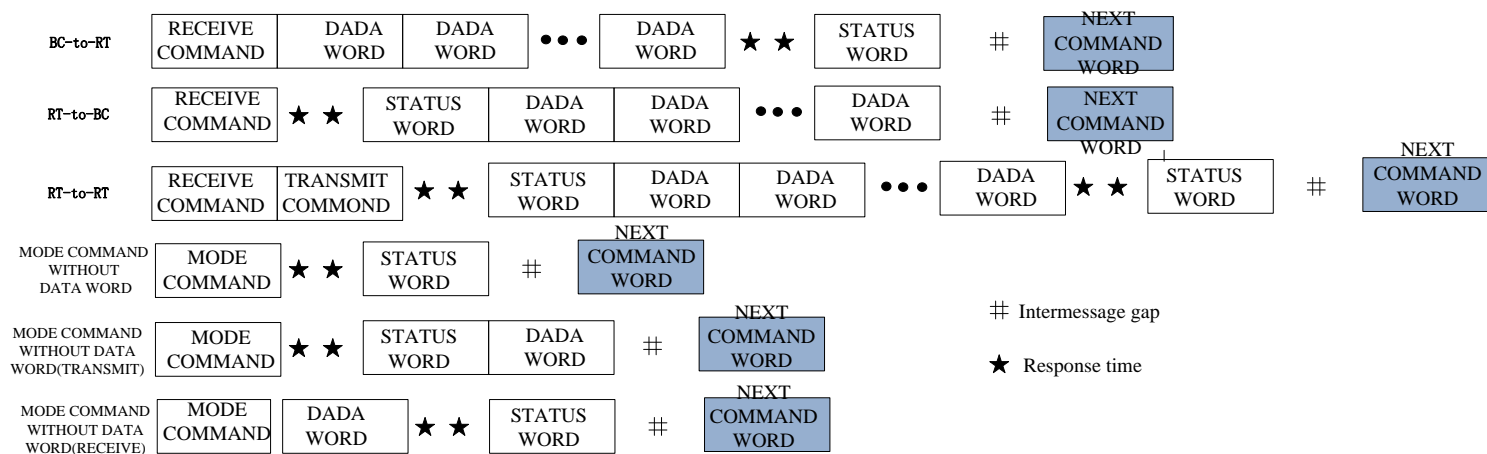 BC-to-RT
RECEIVE
COMMAND
DADA
WORD
DADA
WORD
DADA
WORD
STATUS
WORD
#
NEXT
COMMAND
WORD
RT-to-BC
RECEIVE
COMMAND
STATUS
WORD
DADA
WORD
DADA
WORD
DADA
WORD
#
NEXT
COMMAND
WORD
RT-to-RT
RECEIVE
COMMAND
TRANSMIT
COMMOND
STATUS
WORD
DADA
WORD
DADA
WORD
DADA
WORD
STATUS
WORD
#
NEXT
COMMAND
WORD
MODE COMMAND
WITHOUT
DATA WORD
MODE
COMMAND
STATUS
WORD
#
NEXT
COMMAND
WORD
MODE COMMAND
WITHOUT DATA
WORD(TRANSMIT)
MODE
COMMAND
STATUS
WORD
DADA
WORD
#
NEXT
COMMAND
WORD
MODE COMMAND
WITHOUT DATA
WORD(RECEIVE)
MODE
COMMAND
DADA
WORD
STATUS
WORD
#
NEXT
COMMAND
WORD
# Intermessage gap
★ Response time